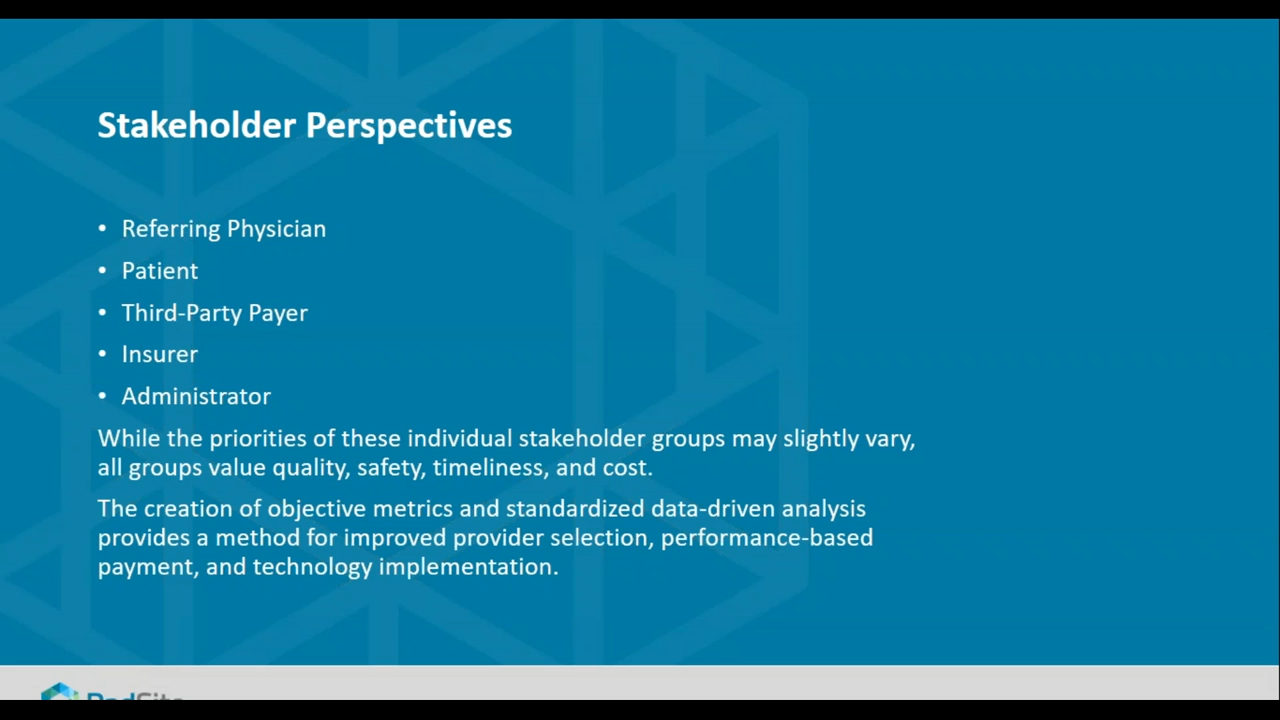 Stakeholder Perspectives
• Referring Physician
• Patient
• Third-Party Payer
• Insurer
• Administrator
While the priorities of these individual stakeholder groups may slightly vary,
all groups value quality, safety, timeliness, and cost.
The creation of objective metrics and standardized data-driven analysis
provides a method for improved provider selection, performance-based
payment, and technology implementation.
RadSite